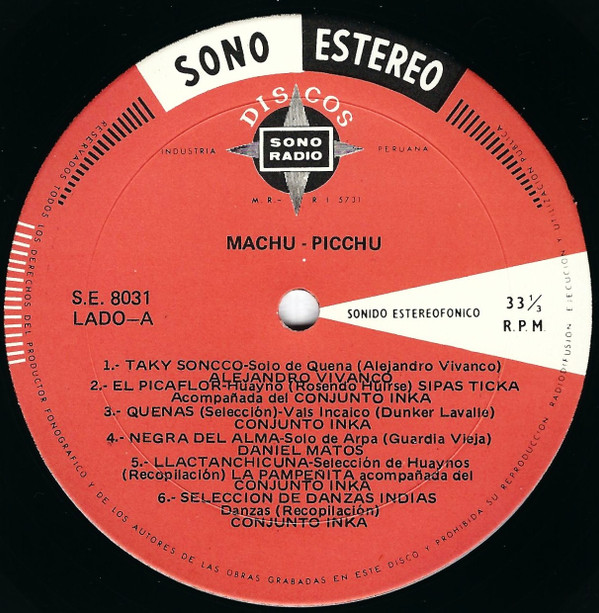 SONO ESTEREO
DISCOS
SONO
RADIO
INDUSTRIA PERUANA
M.R.- R I 5731
MACHU - PICCHU
S.E. 8031
LADO-A
SONIDO ESTEREOFONICO
33 1/3
R.P.M.
1.- TAKY SONCCO-Solo de Quena (Alejandro Vivanco)
ALEJANDRO VIVANCO
2.- EL PICAFLOR-Huayno (Rosendo Huirse) SIPAS TICKA
Acompañada del CONJUNTO INKA
3.- QUENAS (Selección)-Vals Incaico (Dunker Lavalle)
CONJUNTO INKA
4.- NEGRA DEL ALMA-Solo de Arpa (Guardia Vieja)
DANIEL MATOS
5.- LLACTANCHICUNA-Selección de Huaynos
(Recopilación) LA PAMPEÑITA acompañada del
CONJUNTO INKA
6.- SELECCION DE DANZAS INDIAS
Danzas (Recopilación)
CONJUNTO INKA
RESERVADOS TODOS LOS DERECHOS DEL PRODUCTOR FONOGRAFICO Y DE LOS AUTORES DE LAS OBRAS GRABADAS EN ESTE DISCO Y PROHIBIDA SU REPRODUCCION RADIODIFUSION EJECUCION Y UTILIZACION PUBLICA